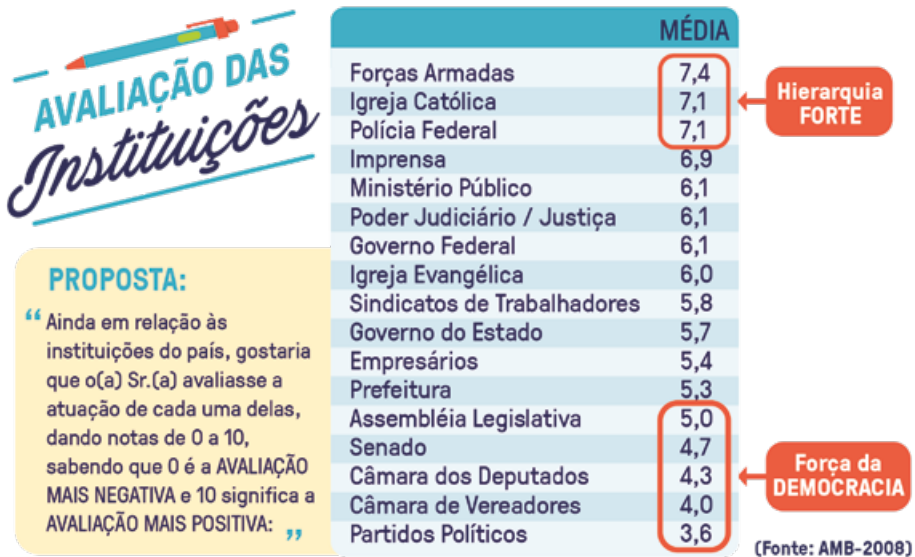 AVALIAÇÃO DAS
Instituições
PROPOSTA:
“ Ainda em relação às
instituições do país, gostaria
que o(a) Sr.(a) avaliasse a
atuação de cada uma delas,
dando notas de 0 a 10,
sabendo que 0 é a AVALIAÇÃO
MAIS NEGATIVA e 10 significa a
AVALIAÇÃO MAIS POSITIVA: ”
MÉDIA
Forças Armadas 7,4
Igreja Católica 7,1
Polícia Federal 7,1
Imprensa 6,9
Ministério Público 6,1
Poder Judiciário / Justiça 6,1
Governo Federal 6,1
Igreja Evangélica 6,0
Sindicatos de Trabalhadores 5,8
Governo do Estado 5,7
Empresários 5,4
Prefeitura 5,3
Assembléia Legislativa 5,0
Senado 4,7
Câmara dos Deputados 4,3
Câmara de Vereadores 4,0
Partidos Políticos 3,6
Hierarquia
FORTE
Força da
DEMOCRACIA
(Fonte: AMB-2008)